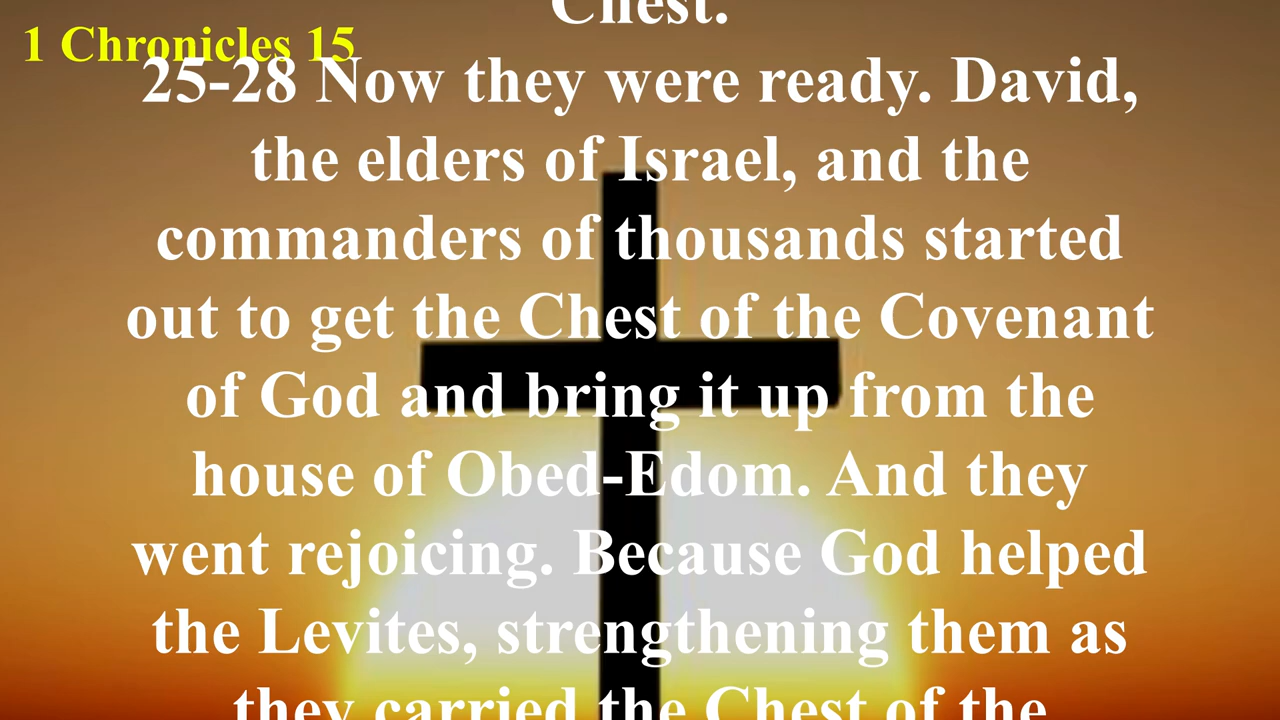 Chest.
1 Chronicles 15
25-28 Now they were ready. David,
the elders of Israel, and the
commanders of thousands started
out to get the Chest of the Covenant
of God and bring it up from the
house of Obed-Edom. And they
went rejoicing. Because God helped
the Levites, strengthening them as
they carried the Chest of the